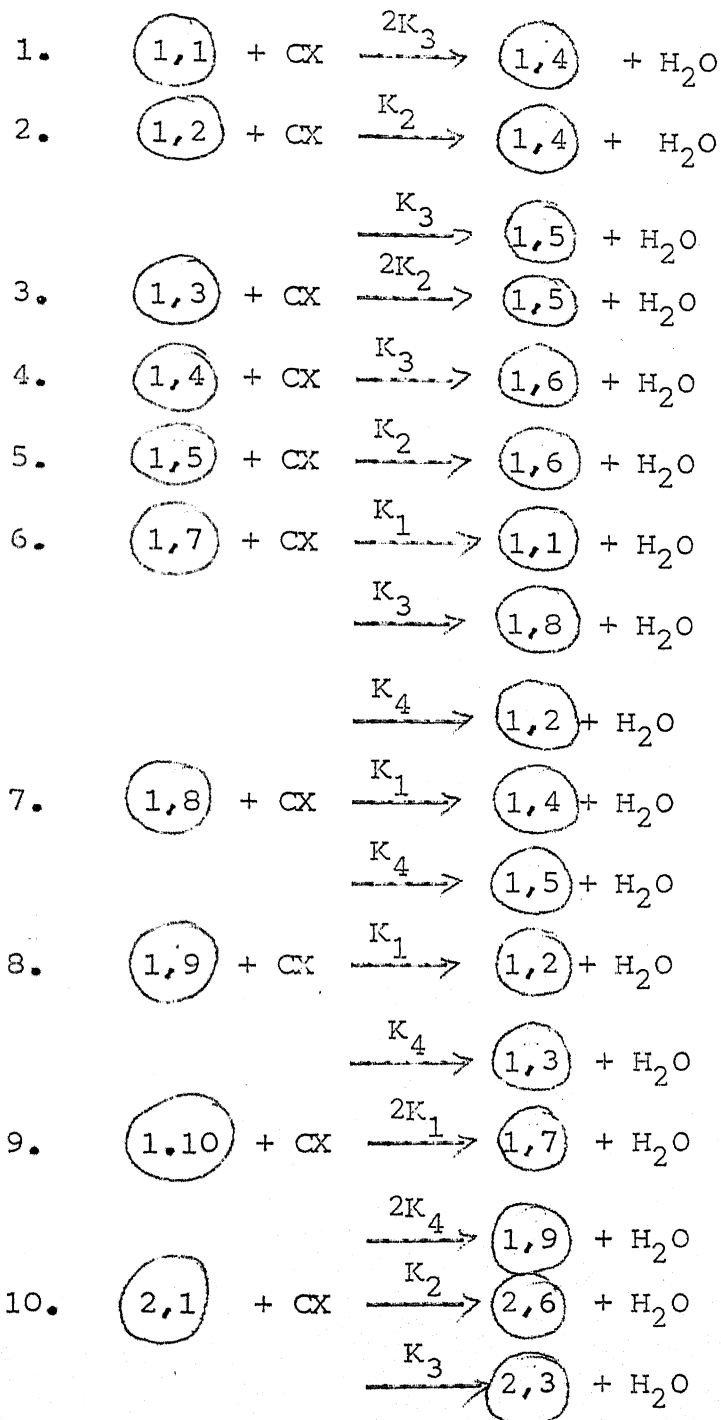 1. 1,1 + CX 2K₃ → 1,4 + H₂O
2. 1,2 + CX K₂ → 1,4 + H₂O
K₃ → 1,5 + H₂O
3. 1,3 + CX 2K₂ → 1,5 + H₂O
4. 1,4 + CX K₃ → 1,6 + H₂O
5. 1,5 + CX K₂ → 1,6 + H₂O
6. 1,7 + CX K₁ → 1,1 + H₂O
K₃ → 1,8 + H₂O
K₄ → 1,2 + H₂O
7. 1,8 + CX K₁ → 1,4 + H₂O
K₄ → 1,5 + H₂O
8. 1,9 + CX K₁ → 1,2 + H₂O
K₄ → 1,3 + H₂O
9. 1.10 + CX 2K₁ → 1,7 + H₂O
2K₄ → 1,9 + H₂O
10. 2,1 + CX K₂ → 2,6 + H₂O
K₃ → 2,3 + H₂O